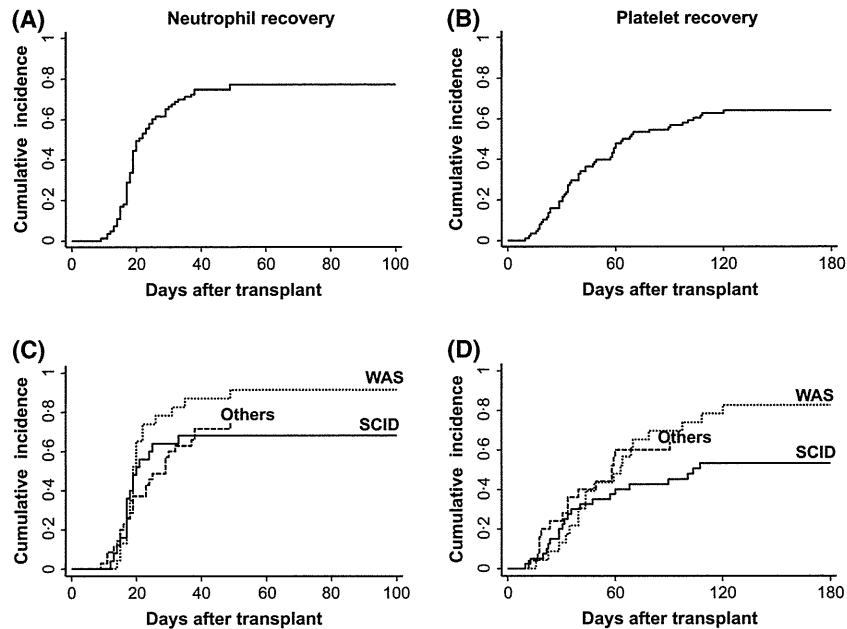 (A) Neutrophil recovery
Cumulative incidence
1
0·8
0·6
0·4
0·2
0
0 20 40 60 80 100
Days after transplant
(B) Platelet recovery
Cumulative incidence
1
0·8
0·6
0·4
0·2
0
0 60 120 180
Days after transplant
(C)
Cumulative incidence
1
0·8
0·6
0·4
0·2
0
WAS
Others
SCID
0 20 40 60 80 100
Days after transplant
(D)
Cumulative incidence
1
0·8
0·6
0·4
0·2
0
WAS
Others
SCID
0 60 120 180
Days after transplant